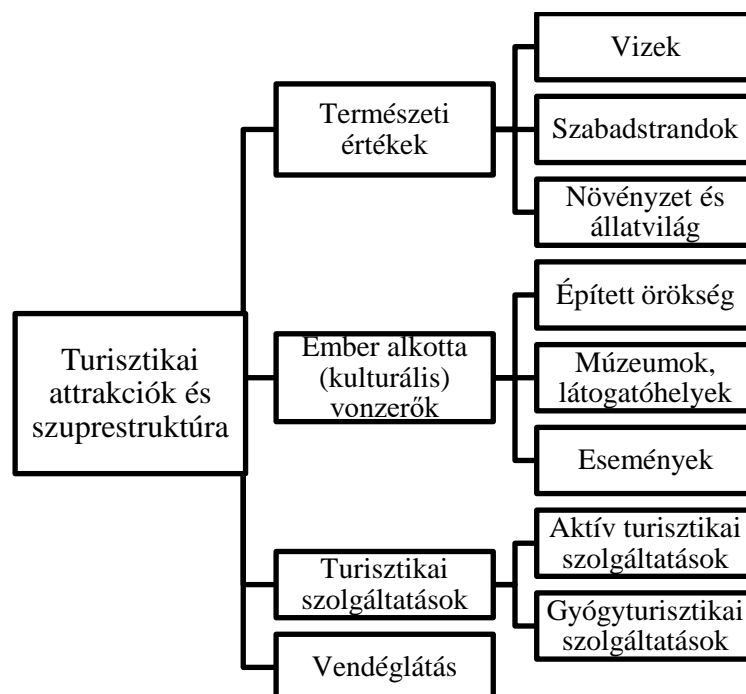 Turisztikai
attrakciók és
szuprestruktúra
Természeti
értékek
Vizek
Szabadstrandok
Növényzet és
állatvilág
Ember alkotta
(kulturális)
vonzerők
Épített örökség
Múzeumok,
látogatóhelyek
Események
Turisztikai
szolgáltatások
Aktív turisztikai
szolgáltatások
Gyógyturisztikai
szolgáltatások
Vendéglátás